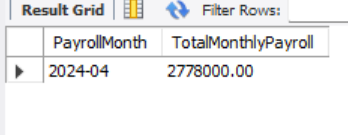 Result Grid Filter Rows:
PayrollMonth TotalMonthlyPayroll
2024-04 2778000.00